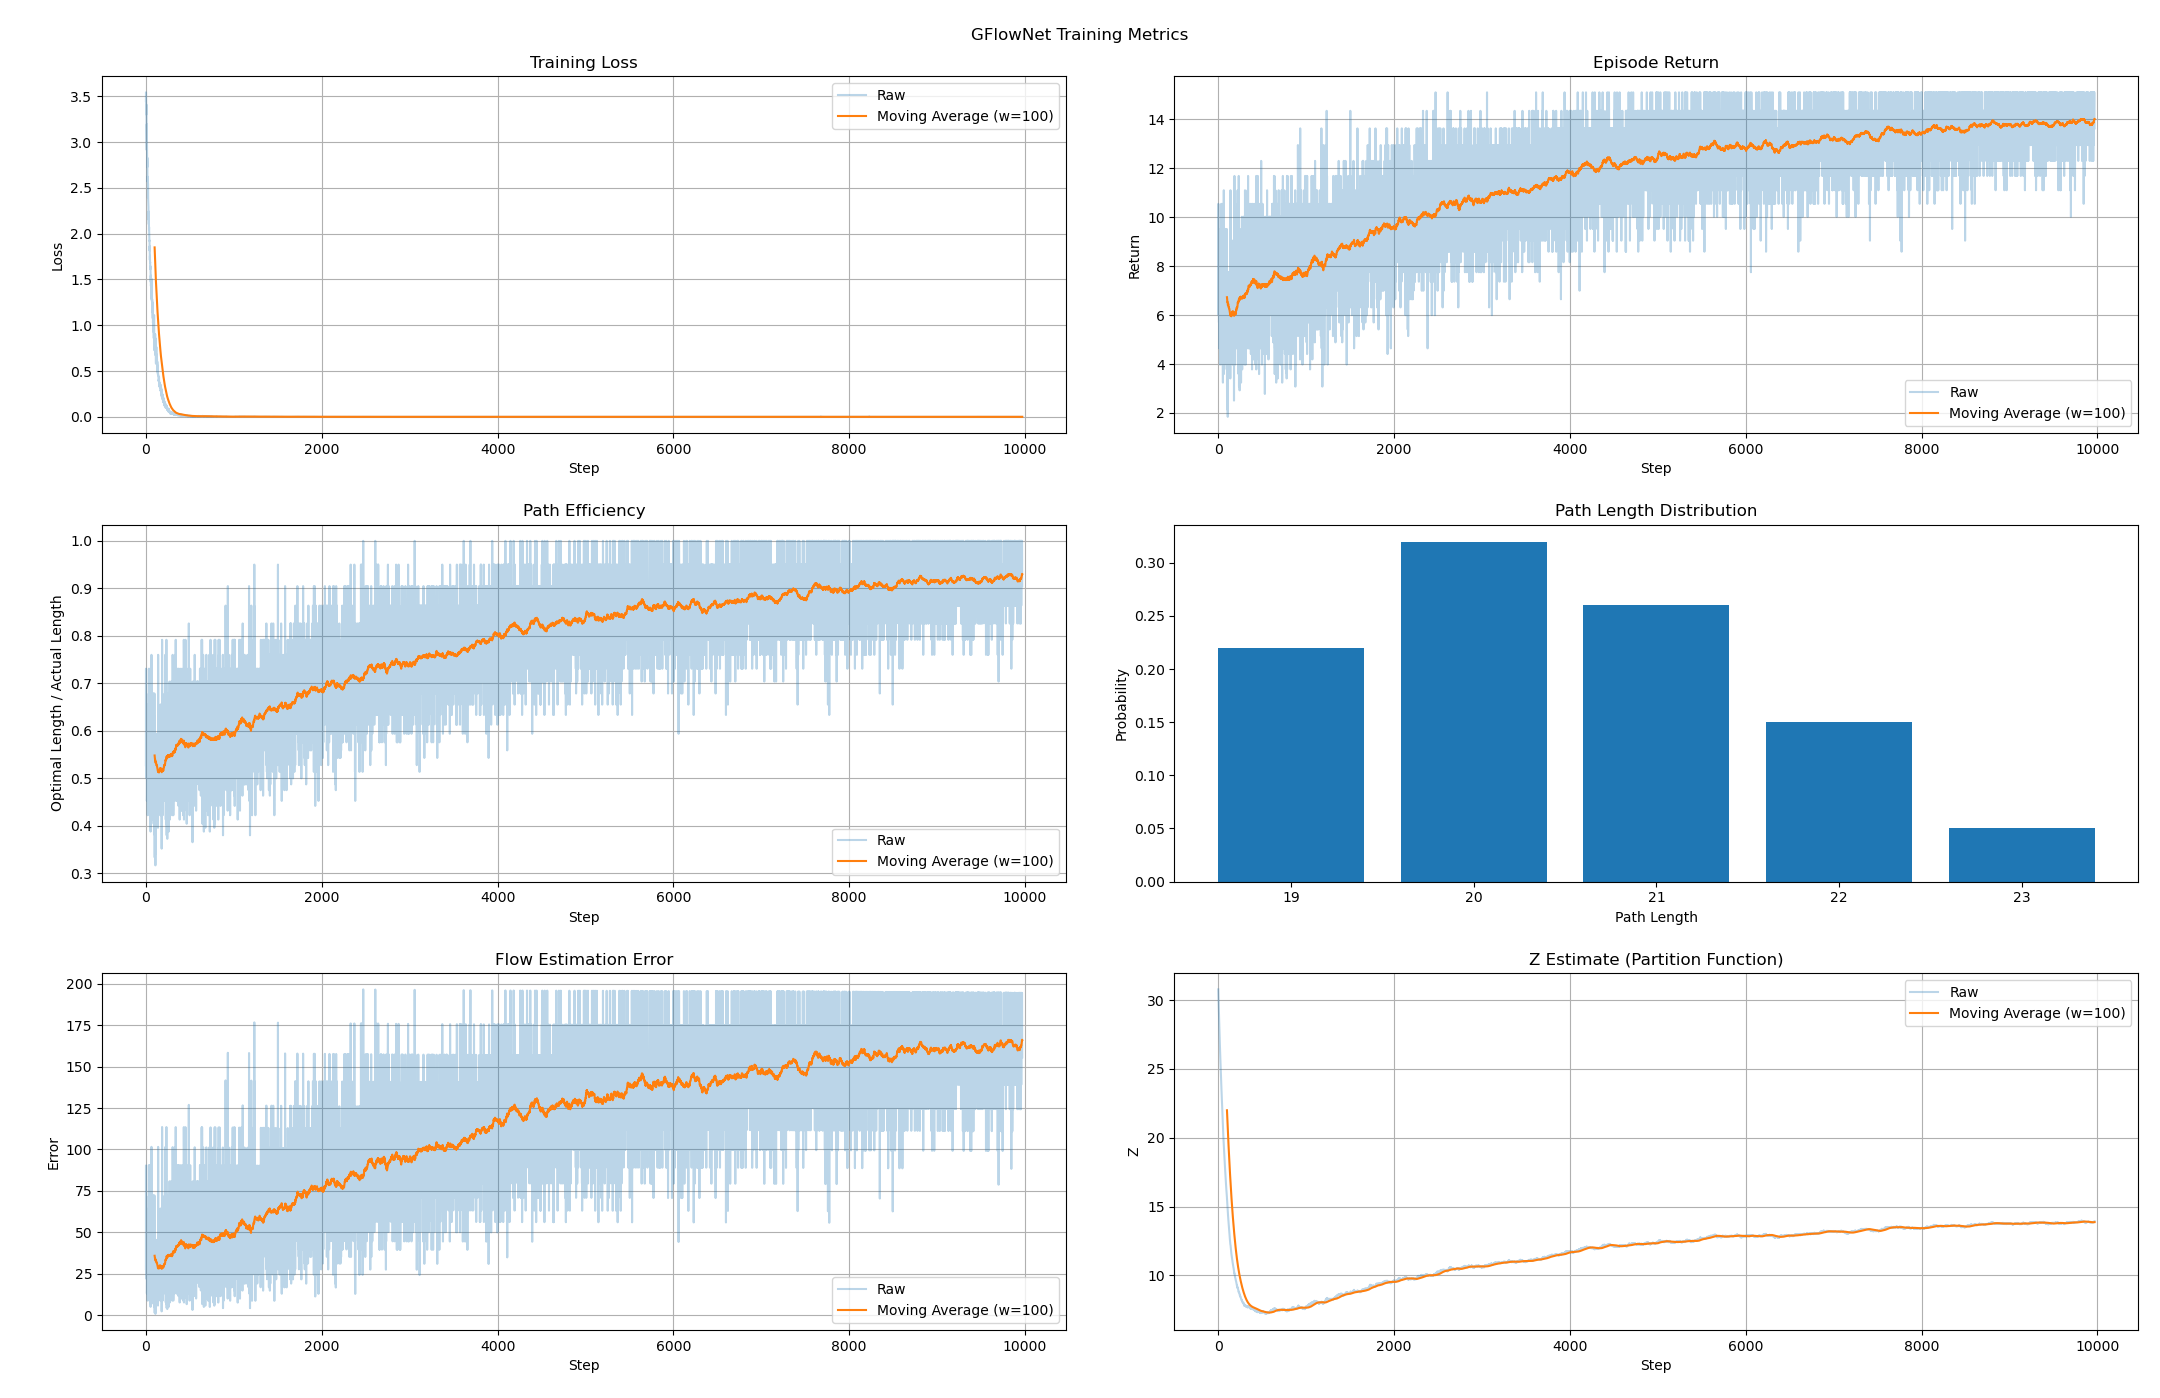 GFlowNet Training Metrics
Training Loss
3.5
3.0
2.5
2.0
1.5
1.0
0.5
0.0
Loss
0 2000 4000 6000 8000 10000
Step
Raw
Moving Average (w=100)
Episode Return
14
12
10
8
6
4
2
Return
0 2000 4000 6000 8000 10000
Step
Raw
Moving Average (w=100)
Path Efficiency
1.0
0.9
0.8
0.7
0.6
0.5
0.4
0.3
Optimal Length / Actual Length
0 2000 4000 6000 8000 10000
Step
Raw
Moving Average (w=100)
Path Length Distribution
0.30
0.25
0.20
0.15
0.10
0.05
0.00
Probability
19 20 21 22 23
Path Length
Flow Estimation Error
200
175
150
125
100
75
50
25
0
Error
0 2000 4000 6000 8000 10000
Step
Raw
Moving Average (w=100)
Z Estimate (Partition Function)
30
25
20
15
10
Z
0 2000 4000 6000 8000 10000
Step
Raw
Moving Average (w=100)